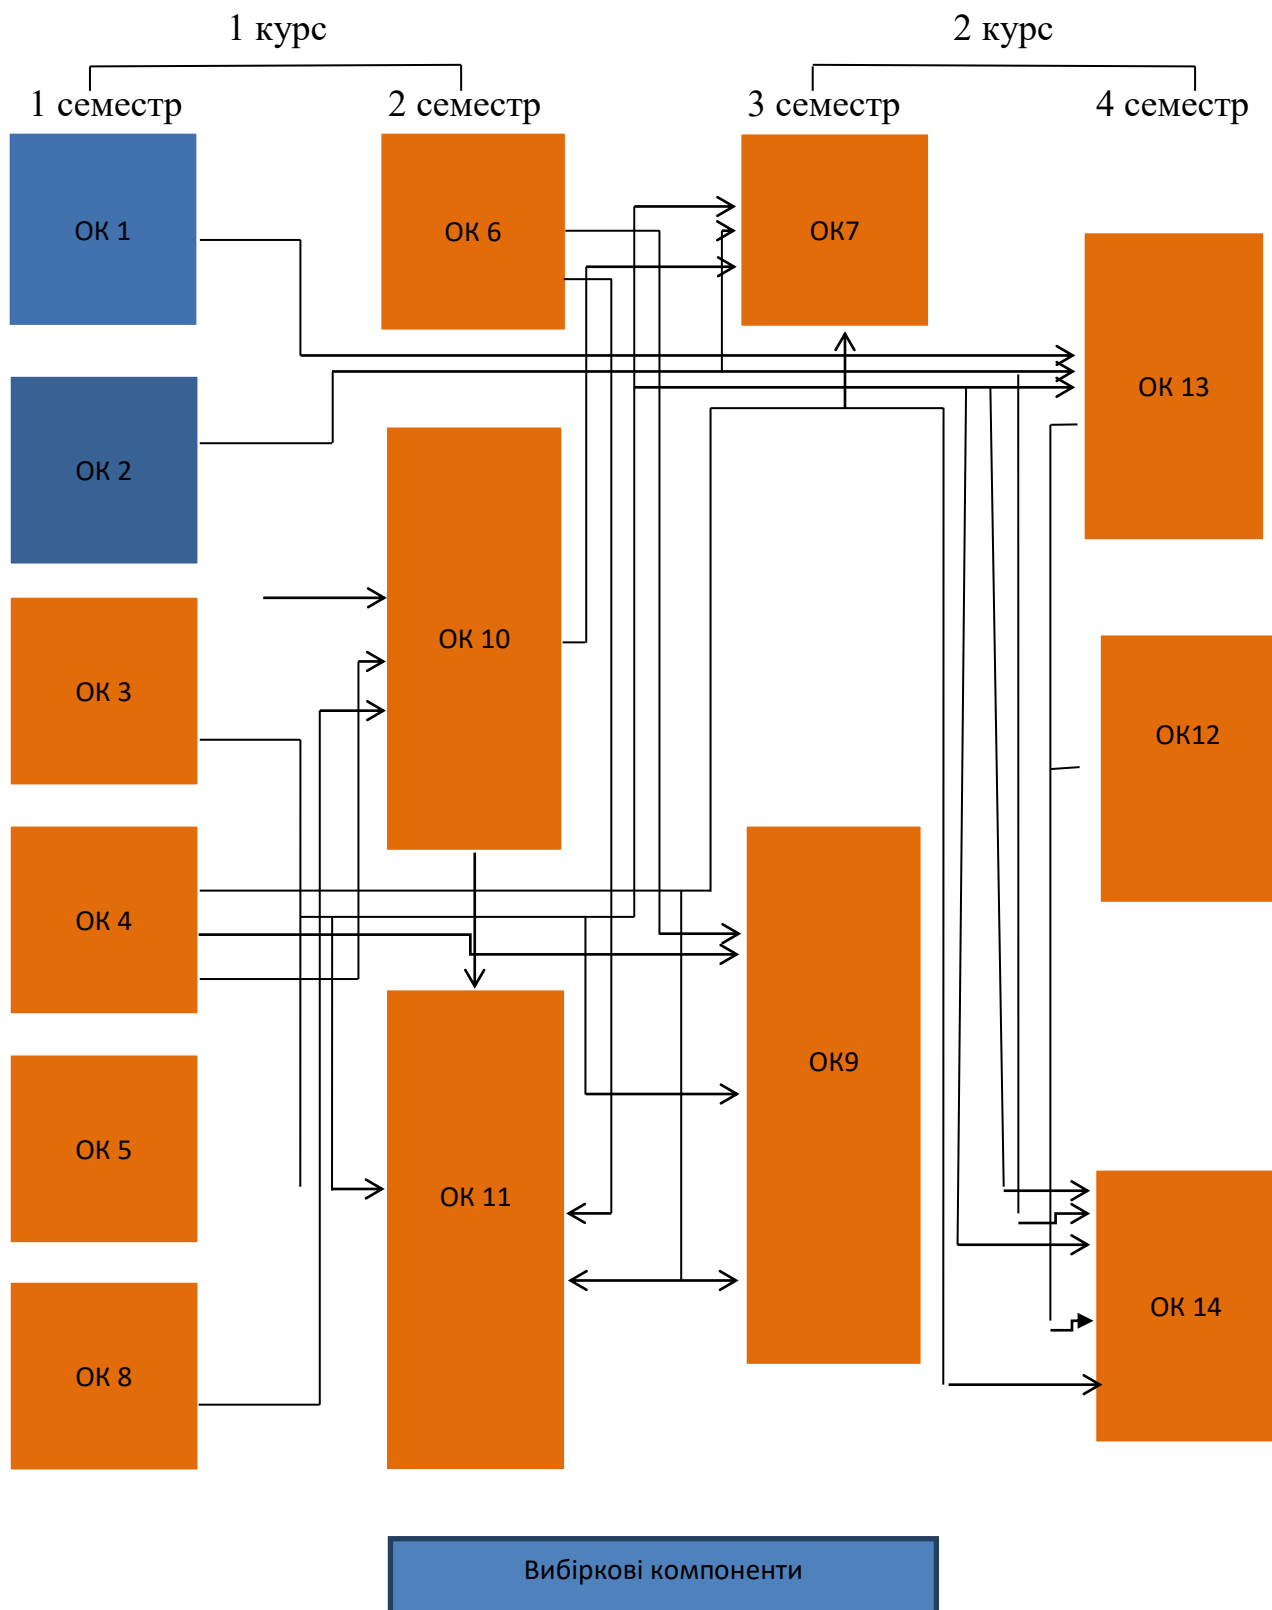 1 курс
2 курс
1 семестр
2 семестр
3 семестр
4 семестр
ОК 1
ОК 6
ОК7
ОК 13
ОК 2
ОК 10
ОК 3
ОК12
ОК 4
ОК9
ОК 5
ОК 11
ОК 14
ОК 8
Вибіркові компоненти